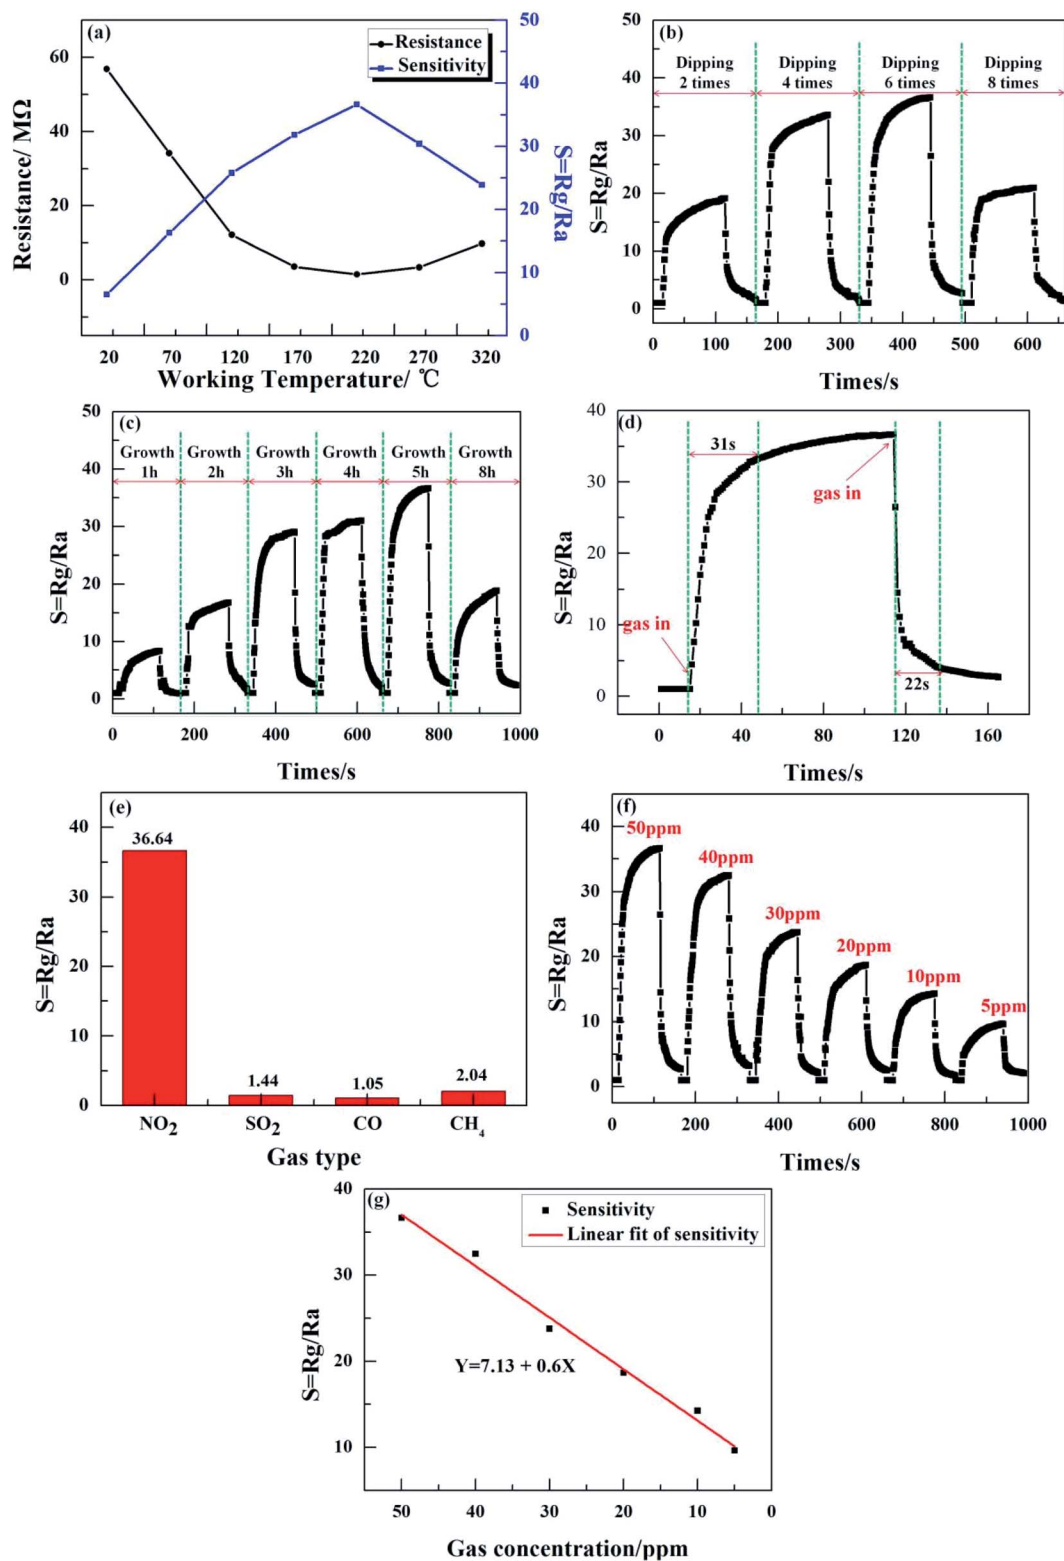 (a)
Resistance
Sensitivity
Resistance/ MΩ
60
40
20
0
S=Rg/Ra
50
40
30
20
10
0
20 70 120 170 220 270 320
Working Temperature/ ℃
(b)
Dipping 2 times
Dipping 4 times
Dipping 6 times
Dipping 8 times
S=Rg/Ra
50
40
30
20
10
0
0 100 200 300 400 500 600
Times/s
(c)
Growth 1h
Growth 2h
Growth 3h
Growth 4h
Growth 5h
Growth 8h
S=Rg/Ra
50
40
30
20
10
0
0 200 400 600 800 1000
Times/s
(d)
31s
gas in
gas in
22s
S=Rg/Ra
40
30
20
10
0
0 40 80 120 160
Times/s
(e)
36.64
1.44
1.05
2.04
S=Rg/Ra
40
30
20
10
0
NO2 SO2 CO CH4
Gas type
(f)
50ppm
40ppm
30ppm
20ppm
10ppm
5ppm
S=Rg/Ra
40
30
20
10
0
0 200 400 600 800 1000
Times/s
(g)
Sensitivity
Linear fit of sensitivity
Y=7.13 + 0.6X
S=Rg/Ra
40
30
20
10
50 40 30 20 10 0
Gas concentration/ppm